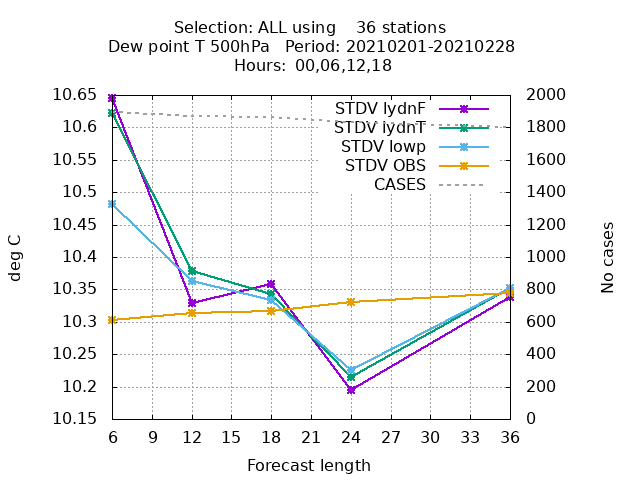 Selection: ALL using    36 stations
Dew point T 500hPa   Period: 20210201-20210228
Hours: 00,06,12,18
10.65
10.6
10.55
10.5
10.45
10.4
10.35
10.3
10.25
10.2
10.15
deg C
STDV lydnF
STDV lydnT
STDV lowp
STDV OBS
CASES
2000
1800
1600
1400
1200
1000
800
600
400
200
0
No cases
6 9 12 15 18 21 24 27 30 33 36
Forecast length